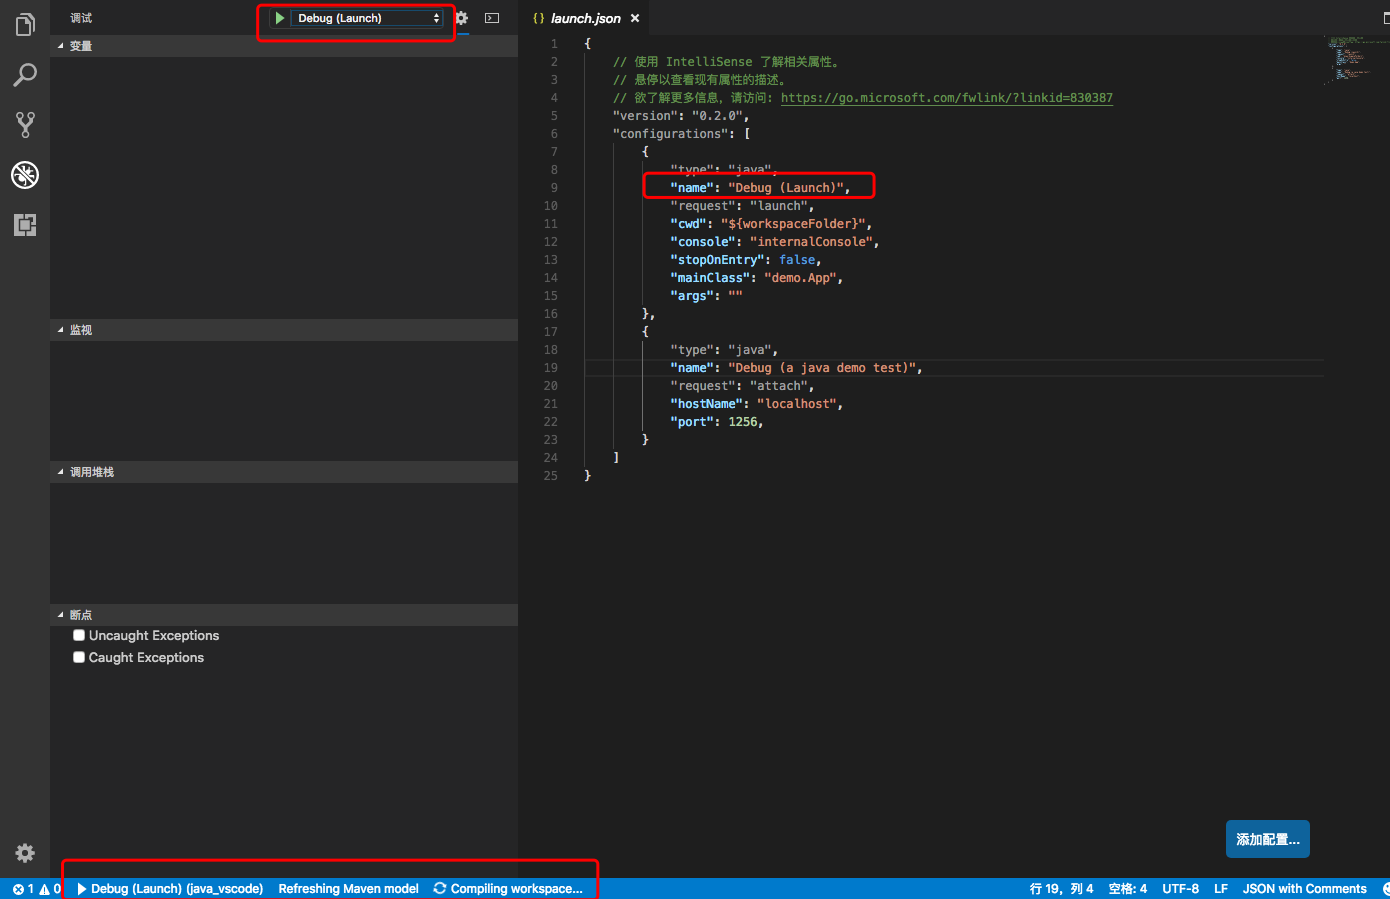 调试
Debug (Launch)
变量
监视
调用堆栈
断点
Uncaught Exceptions
Caught Exceptions
{} launch.json ×
1 {
2 // 使用 IntelliSense 了解相关属性。
3 // 悬停以查看现有属性的描述。
4 // 欲了解更多信息，请访问: https://go.microsoft.com/fwlink/?linkid=830387
5 "version": "0.2.0",
6 "configurations": [
7 {
8 "type": "java",
9 "name": "Debug (Launch)",
10 "request": "launch",
11 "cwd": "${workspaceFolder}",
12 "console": "internalConsole",
13 "stopOnEntry": false,
14 "mainClass": "demo.App",
15 "args": ""
16 },
17 {
18 "type": "java",
19 "name": "Debug (a java demo test)",
20 "request": "attach",
21 "hostName": "localhost",
22 "port": 1256,
23 }
24 ]
25 }
添加配置...
1 0 Debug (Launch) (java_vscode) Refreshing Maven model Compiling workspace... 行 19，列 4 空格: 4 UTF-8 LF JSON with Comments